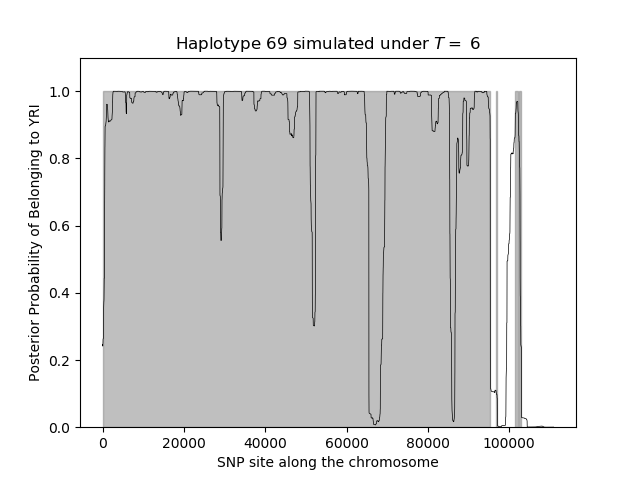 Haplotype 69 simulated under T = 6
Posterior Probability of Belonging to YRI
1.0
0.8
0.6
0.4
0.2
0.0
0 20000 40000 60000 80000 100000
SNP site along the chromosome